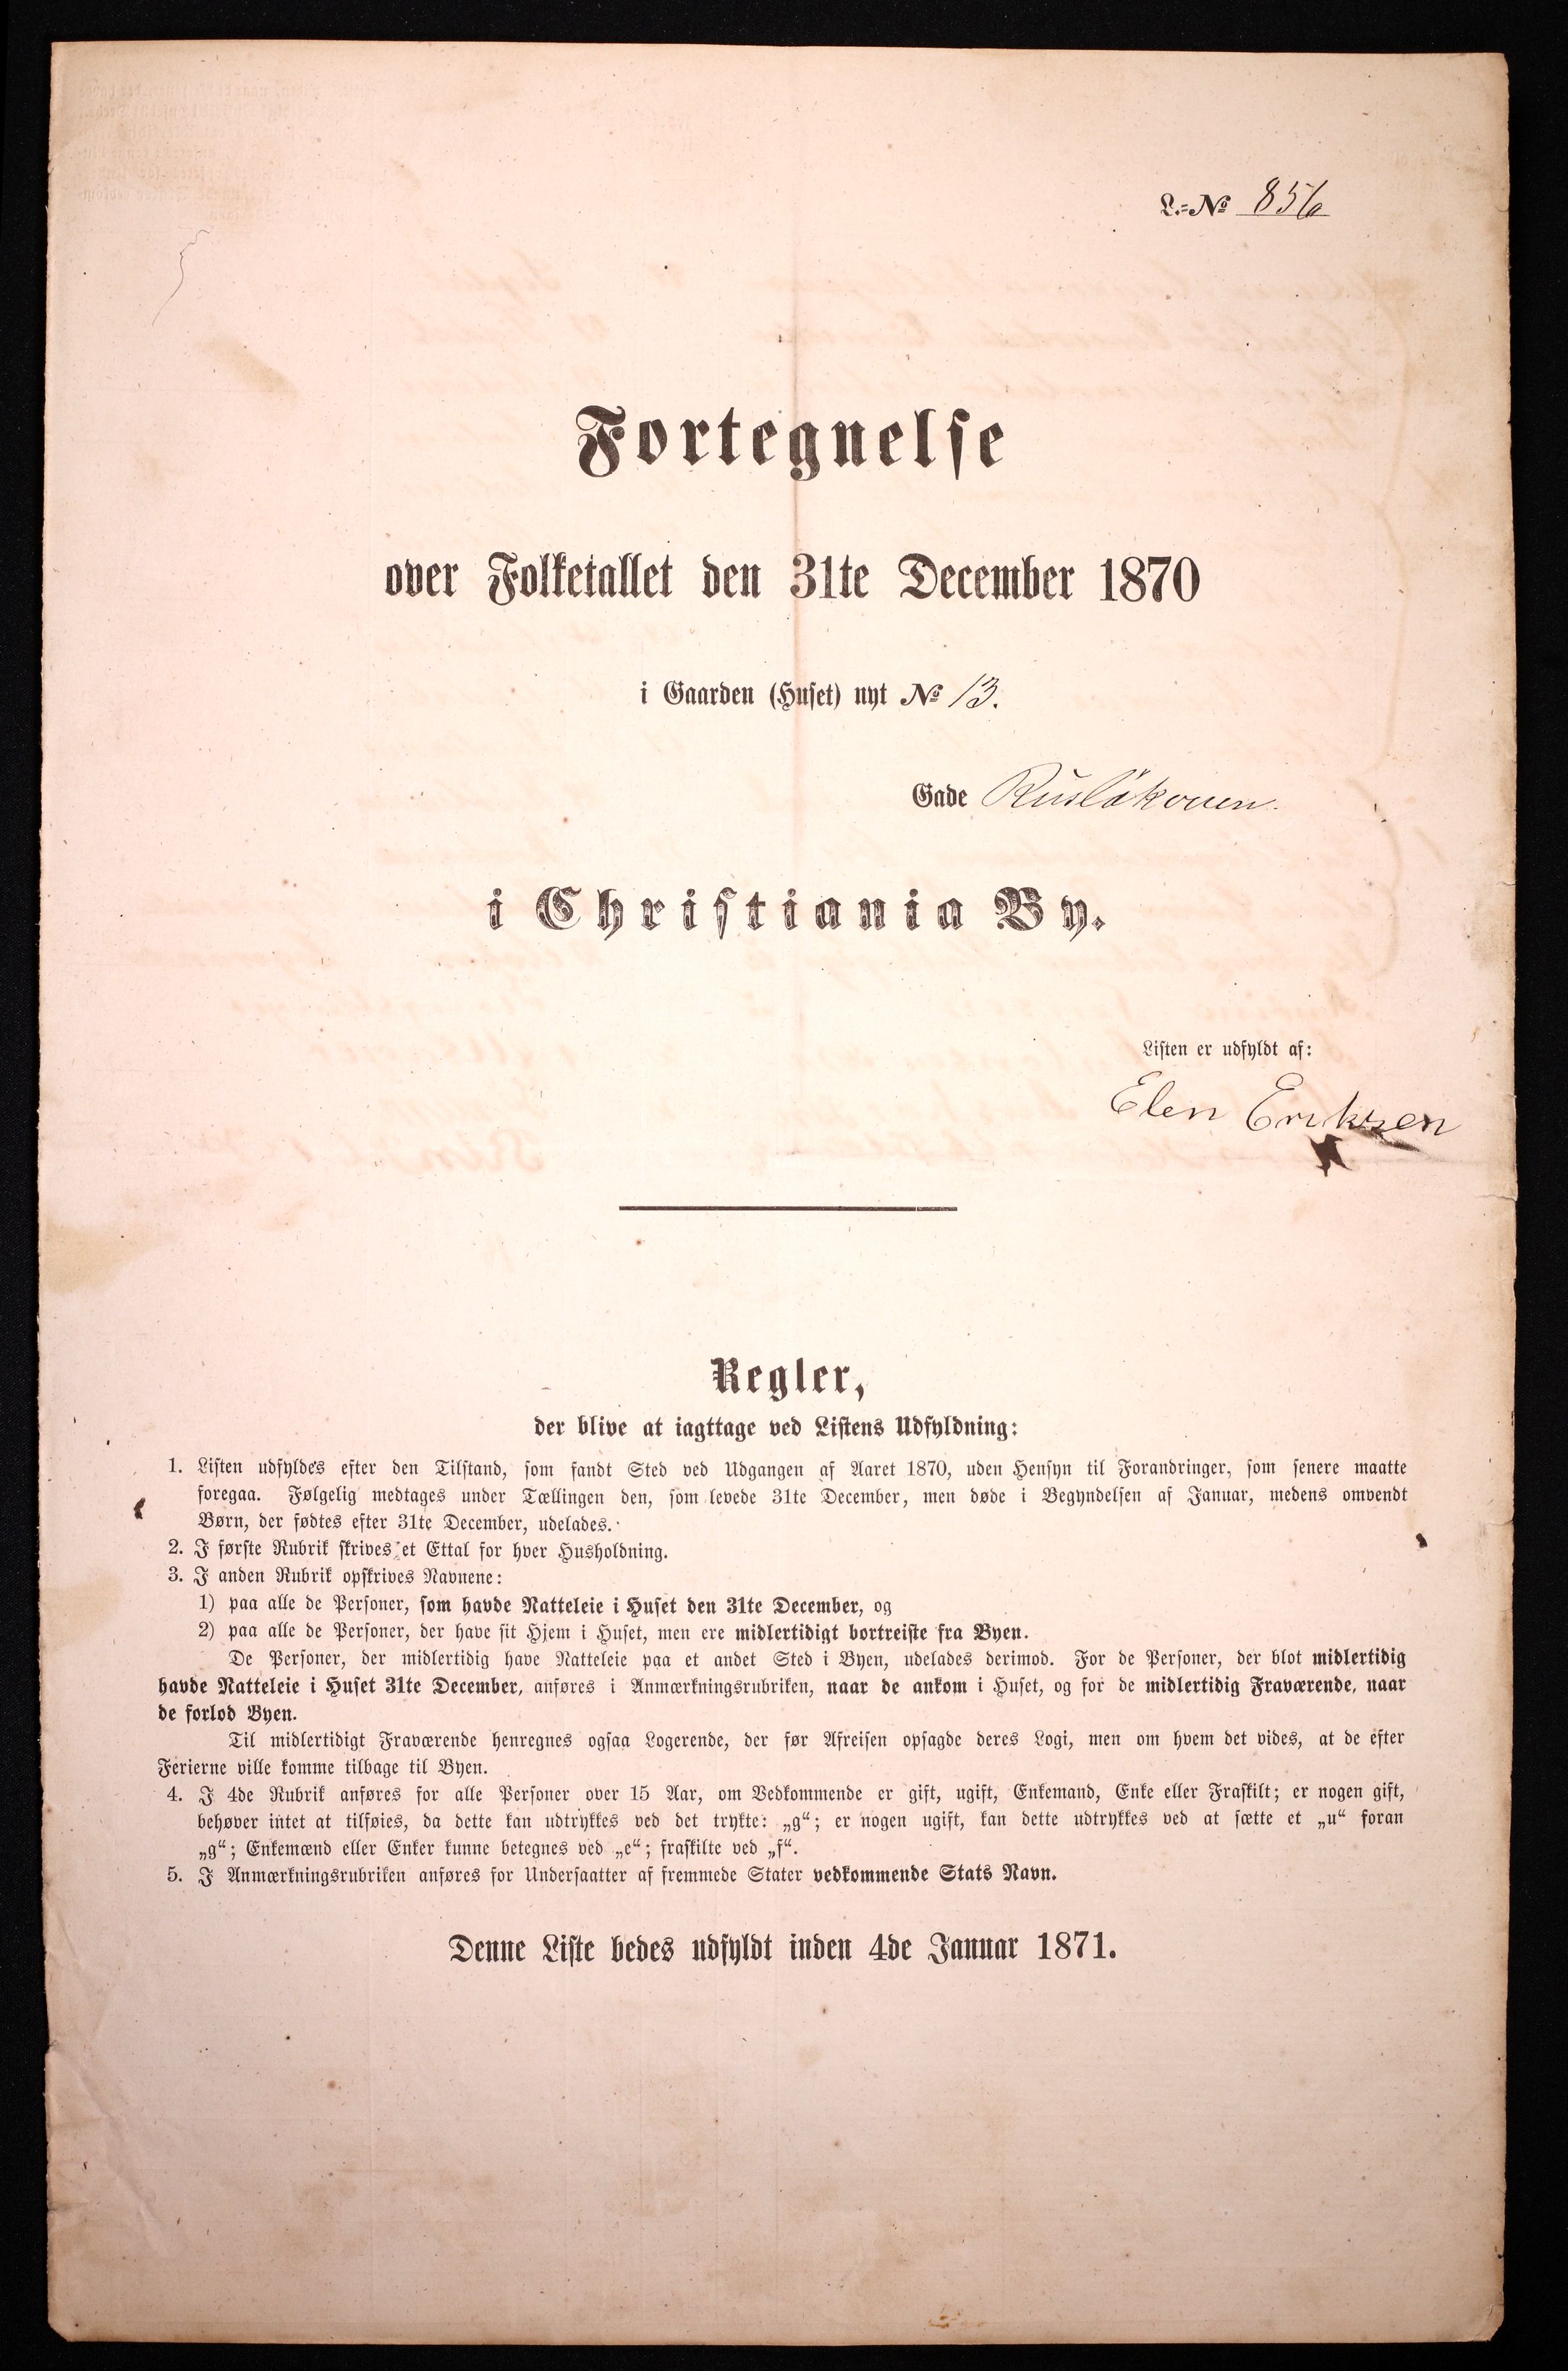 L.=№ 856
Fortegnelse
over Folketallet den 31te December 1870
i Gaarden (Huset) nyt № 13.
Gade Rusløkveien.
i Christiania By.
Listen er udfyldt af:
Elen Eriksen
Regler,
der blive at iagttage ved Listens Udfyldning:
1. Listen udfyldes efter den Tilstand, som fandt Sted ved Udgangen af Aaret 1870, uden Hensyn til Forandringer, som senere maatte
foregaa. Følgelig medtages under Tællingen den, som levede 31te December, men døde i Begyndelsen af Januar, medens omvendt
Børn, der fødtes efter 31te December, udelades.
2. I første Rubrik skrives et Ettal for hver Husholdning.
3. I anden Rubrik opskrives Navnene:
1) paa alle de Personer, som havde Natteleie i Huset den 31te December, og
2) paa alle de Personer, der have sit Hjem i Huset, men ere midlertidigt bortreiste fra Byen.
De Personer, der midlertidig have Natteleie paa et andet Sted i Byen, udelades derimod. For de Personer, der blot midlertidig
havde Natteleie i Huset 31te December, anføres i Anmærkningsrubriken, naar de ankom i Huset, og for de midlertidig Fraværende, naar
de forlod Byen.
Til midlertidigt Fraværende henregnes ogsaa Logerende, der før Afreisen opsagde deres Logi, men om hvem det vides, at de efter
Ferierne ville komme tilbage til Byen.
4. I 4de Rubrik anføres for alle Personer over 15 Aar, om Vedkommende er gift, ugift, Enkemand, Enke eller Fraskilt; er nogen gift,
behøver intet at tilføies, da dette kan udtrykkes ved det trykte: „g“; er nogen ugift, kan dette udtrykkes ved at sætte et „u“ foran
„g“; Enkemænd eller Enker kunne betegnes ved „e“; fraskilte ved „f“.
5. I Anmærkningsrubriken anføres for Undersaatter af fremmede Stater vedkommende Stats Navn.
Denne Liste bedes udfyldt inden 4de Januar 1871.